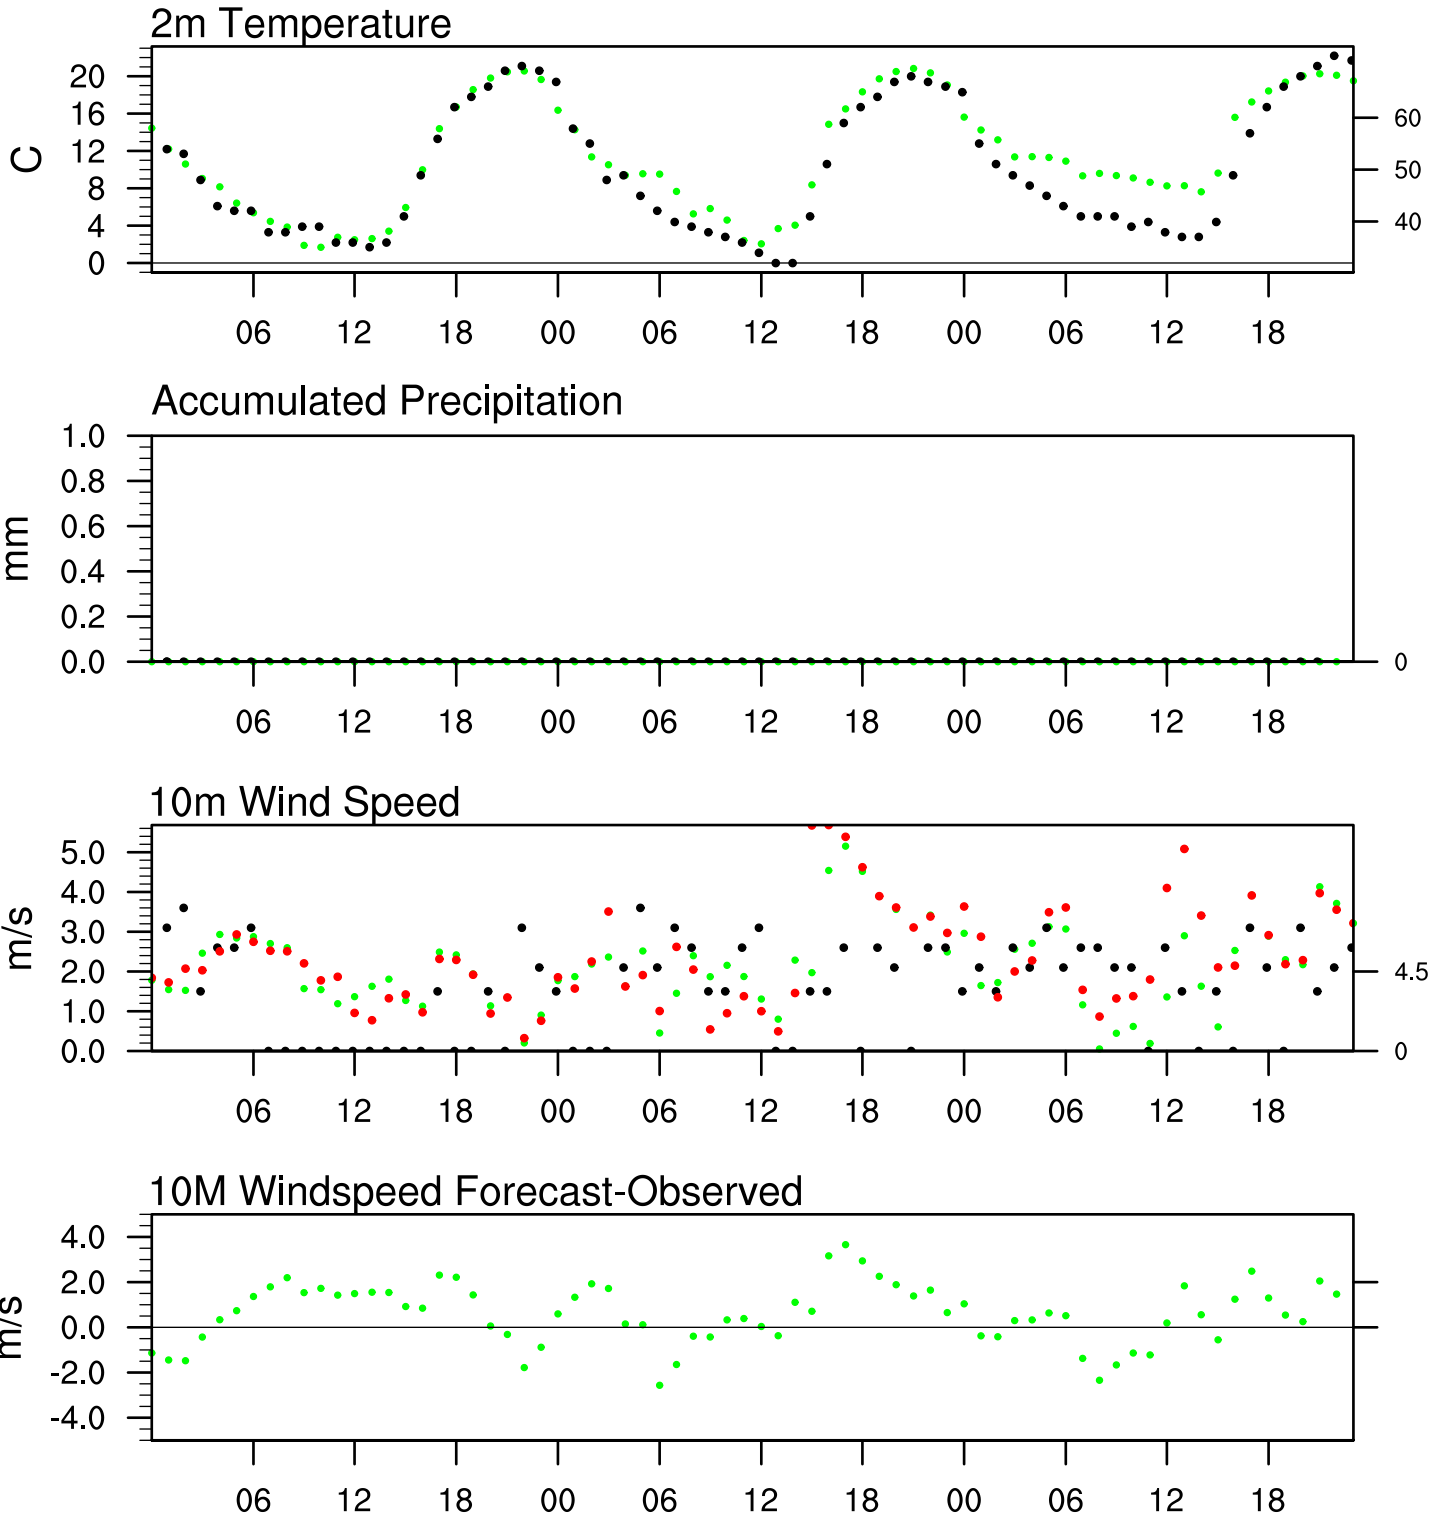 2m Temperature
20
16
12
8
4
0
C
60
50
40
06 12 18 00 06 12 18 00 06 12 18
Accumulated Precipitation
1.0
0.8
0.6
0.4
0.2
0.0
mm
0
06 12 18 00 06 12 18 00 06 12 18
10m Wind Speed
5.0
4.0
3.0
2.0
1.0
0.0
m/s
4.5
0
06 12 18 00 06 12 18 00 06 12 18
10M Windspeed Forecast-Observed
4.0
2.0
0.0
-2.0
-4.0
m/s
06 12 18 00 06 12 18 00 06 12 18